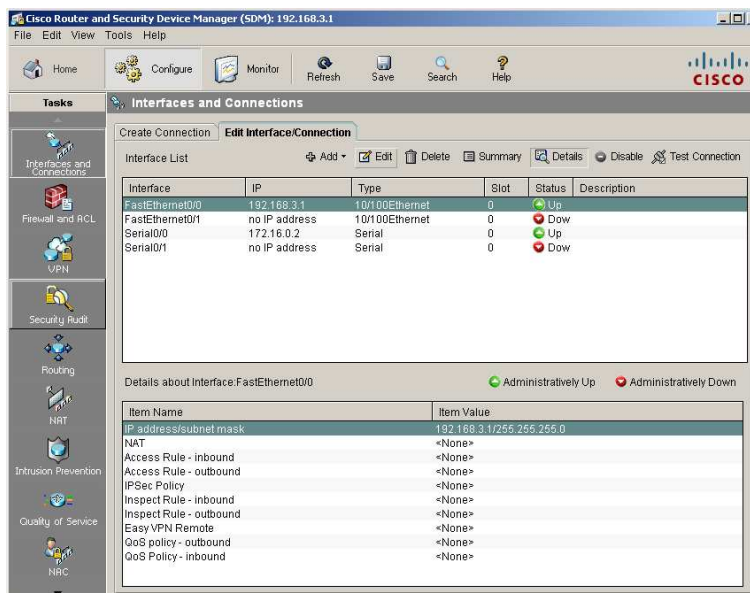 Cisco Router and Security Device Manager (SDM): 192.168.3.1
File Edit View Tools Help
Home Configure Monitor Refresh Save Search Help
CISCO
Tasks
Interfaces and Connections
Interfaces and Connections
Firewall and ACL
VPN
Security Audit
Routing
NAT
Intrusion Prevention
Quality of Service
NAC
Create Connection Edit Interface/Connection
Interface List Add Edit Delete Summary Details Disable Test Connection
Interface IP Type Slot Status Description
FastEthernet0/0 192.168.3.1 10/100Ethernet 0 Up
FastEthernet0/1 no IP address 10/100Ethernet 0 Dow
Serial0/0 172.16.0.2 Serial 0 Up
Serial0/1 no IP address Serial 0 Dow
Details about Interface:FastEthernet0/0 Administratively Up Administratively Down
Item Name Item Value
IP address/subnet mask 192.168.3.1/255.255.255.0
NAT <None>
Access Rule - inbound <None>
Access Rule - outbound <None>
IPSec Policy <None>
Inspect Rule - inbound <None>
Inspect Rule - outbound <None>
Easy VPN Remote <None>
QoS policy - outbound <None>
QoS Policy - inbound <None>